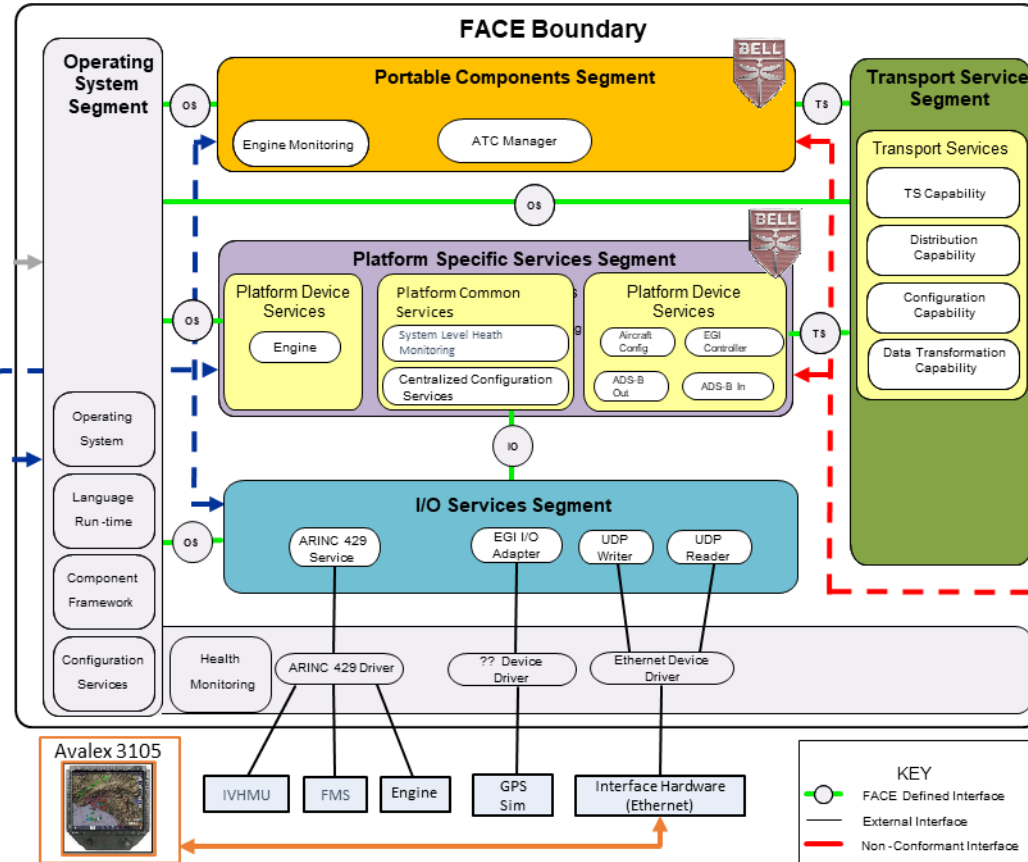 FACE Boundary
Operating
System
Segment
OS
Portable Components Segment
BELL
TS
Transport Service
Segment
Engine Monitoring
ATC Manager
Transport Services
TS Capability
OS
Distribution
Capability
BELL
Platform Specific Services Segment
Platform Device
Services
Platform Common
Services
Platform Device
Services
Configuration
Capability
OS
Engine
System Level Heath
Monitoring
Aircraft
Config
EGI
Controller
TS
Data Transformation
Capability
Centralized Configuration
Services
ADS-B
Out
ADS-B In
Operating
System
IO
Language
Run -time
I/O Services Segment
OS
ARINC 429
Service
EGI I/O
Adapter
UDP
Writer
UDP
Reader
Component
Framework
Configuration
Services
Health
Monitoring
ARINC 429 Driver
?? Device
Driver
Ethernet Device
Driver
Avalex 3105
IVHMU
FMS
Engine
GPS
Sim
Interface Hardware
(Ethernet)
KEY
FACE Defined Interface
External Interface
Non -Conformant Interface